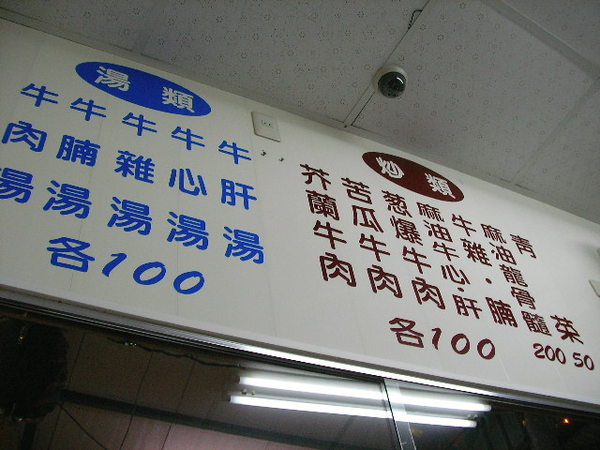 湯類
牛肉湯
牛腩湯
牛雜湯
牛心湯
牛肝湯
各100
炒類
芥蘭牛肉
苦瓜牛肉
葱爆牛肉
麻油牛心·肝
牛雜·腩
麻油龍骨髓
青菜
各100
200
50